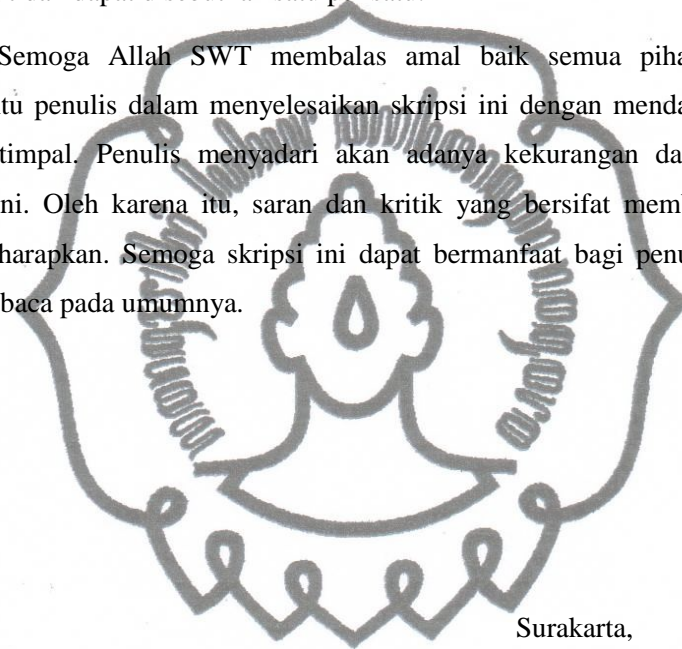 Semoga Allah SWT membalas amal baik semua piha
tu penulis dalam menyelesaikan skripsi ini dengan menda
timpal. Penulis menyadari akan adanya kekurangan da
ni. Oleh karena itu, saran dan kritik yang bersifat mem
harapkan. Semoga skripsi ini dapat bermanfaat bagi penu
baca pada umumnya.
Surakarta,